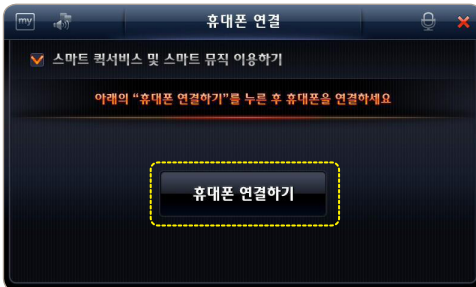 my
휴대폰 연결
스마트 퀵서비스 및 스마트 뮤직 이용하기
아래의 “휴대폰 연결하기”를 누른 후 휴대폰을 연결하세요
휴대폰 연결하기